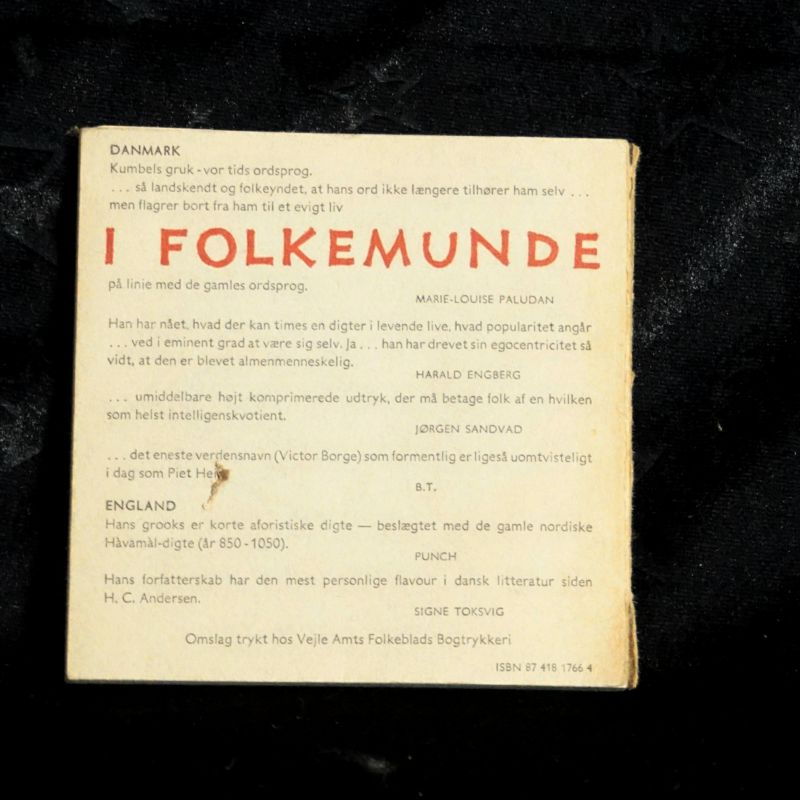 DANMARK
Kumbels gruk - vor tids ordsprog.
... så landskendt og folkeyndet, at hans ord ikke længere tilhører ham selv ...
men flagrer bort fra ham til et evigt liv
I FOLKEMUNDE
på linie med de gamles ordsprog.
MARIE-LOUISE PALUDAN
Han har nået, hvad der kan times en digter i levende live, hvad popularitet angår
... ved i eminent grad at være sig selv. Ja ... han har drevet sin egocentricitet så
vidt, at den er blevet almenmenneskelig.
HARALD ENGBERG
... umiddelbare højt komprimerede udtryk, der må betage folk af en hvilken
som helst intelligenskvotient.
JØRGEN SANDVAD
... det eneste verdensnavn (Victor Borge) som formentlig er ligeså uomtvisteligt
i dag som Piet
B.T.
ENGLAND
Hans grooks er korte aforistiske digte — beslægtet med de gamle nordiske
Hàvamàl-digte (år 850 - 1050).
PUNCH
Hans forfatterskab har den mest personlige flavour i dansk litteratur siden
H. C. Andersen.
SIGNE TOKSVIG
Omslag trykt hos Vejle Amts Folkeblads Bogtrykkeri
ISBN 87 418 1766 4